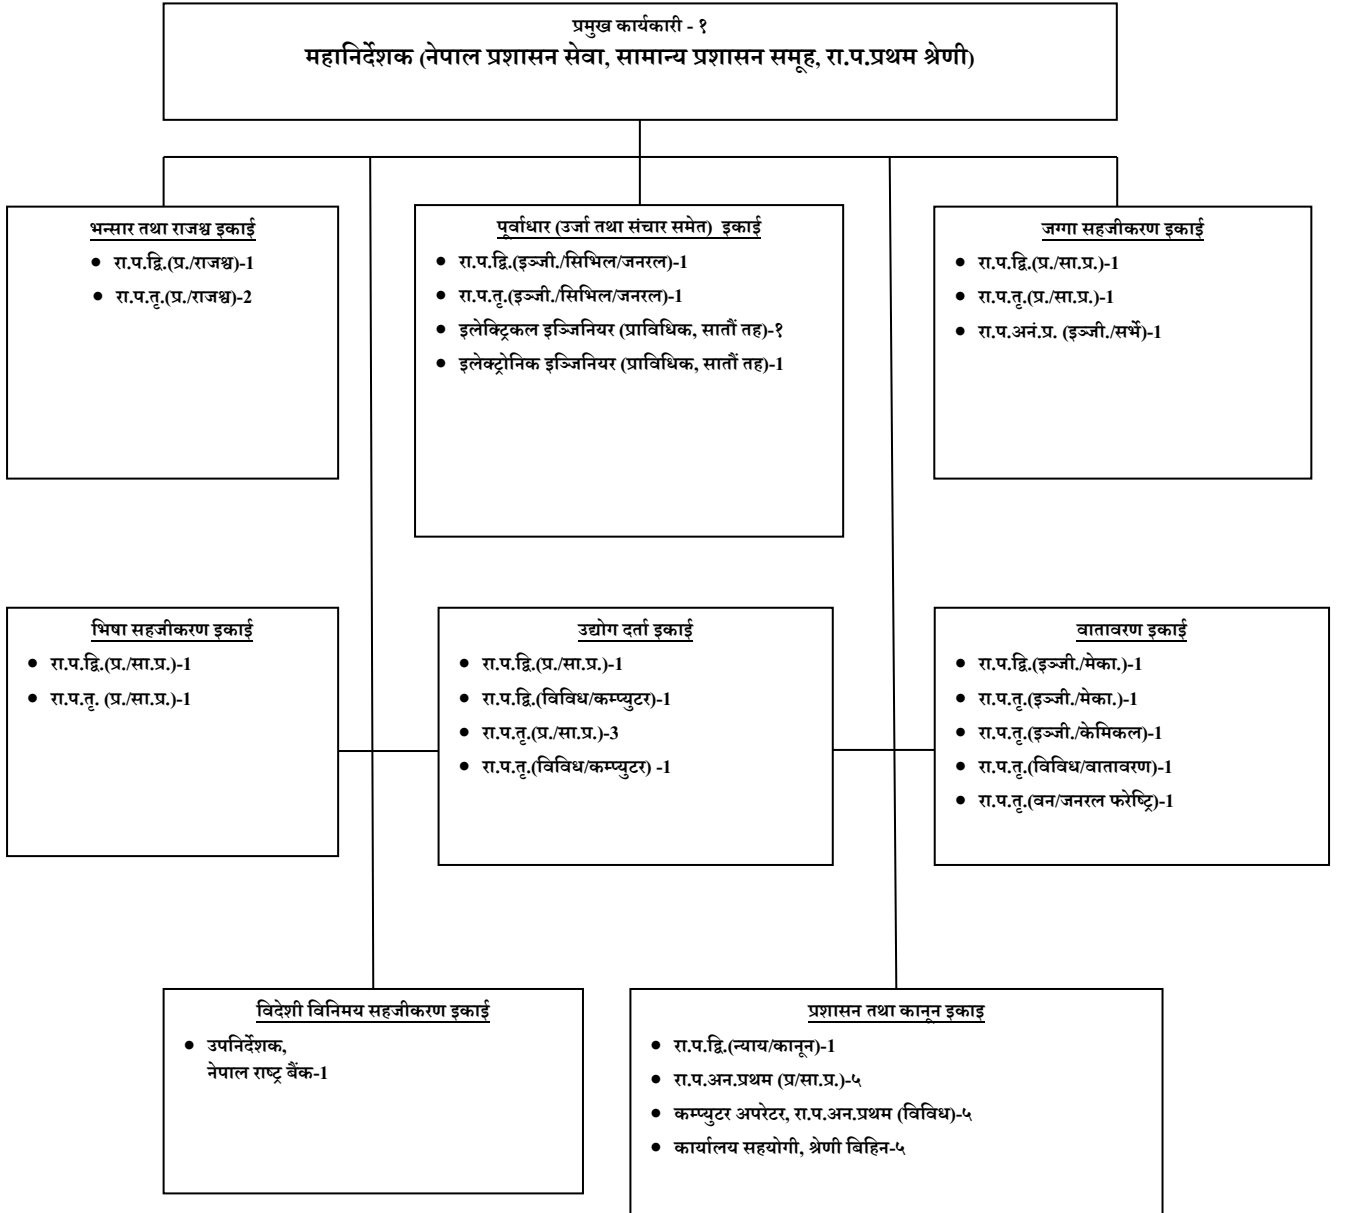 प्रमुख कार्यकारी - १
महानिर्देशक (नेपाल प्रशासन सेवा, सामान्य प्रशासन समूह, रा.प.प्रथम श्रेणी)
भन्सार तथा राजश्व इकाई
• रा.प.द्वि.(प्र./राजश्व)-1
• रा.प.तृ.(प्र./राजश्व)-2
पूर्वाधार (उर्जा तथा संचार समेत) इकाई
• रा.प.द्वि.(इञ्जी./सिभिल/जनरल)-1
• रा.प.तृ.(इञ्जी./सिभिल/जनरल)-1
• इलेक्ट्रिकल इञ्जिनियर (प्राविधिक, सातौं तह)-१
• इलेक्ट्रोनिक इञ्जिनियर (प्राविधिक, सातौं तह)-1
जग्गा सहजीकरण इकाई
• रा.प.द्वि.(प्र./सा.प्र.)-1
• रा.प.तृ.(प्र./सा.प्र.)-1
• रा.प.अनं.प्र. (इञ्जी./सर्भे)-1
भिषा सहजीकरण इकाई
• रा.प.द्वि.(प्र./सा.प्र.)-1
• रा.प.तृ. (प्र./सा.प्र.)-1
उद्योग दर्ता इकाई
• रा.प.द्वि.(प्र./सा.प्र.)-1
• रा.प.द्वि.(विविध/कम्प्युटर)-1
• रा.प.तृ.(प्र./सा.प्र.)-3
• रा.प.तृ.(विविध/कम्प्युटर) -1
वातावरण इकाई
• रा.प.द्वि.(इञ्जी./मेका.)-1
• रा.प.तृ.(इञ्जी./मेका.)-1
• रा.प.तृ.(इञ्जी./केमिकल)-1
• रा.प.तृ.(विविध/वातावरण)-1
• रा.प.तृ.(वन/जनरल फरेष्ट्रि)-1
विदेशी विनिमय सहजीकरण इकाई
• उपनिर्देशक,
नेपाल राष्ट्र बैंक-1
प्रशासन तथा कानून इकाइ
• रा.प.द्वि.(न्याय/कानून)-1
• रा.प.अन.प्रथम (प्र/सा.प्र.)-५
• कम्प्युटर अपरेटर, रा.प.अन.प्रथम (विविध)-५
• कार्यालय सहयोगी, श्रेणी बिहिन-५